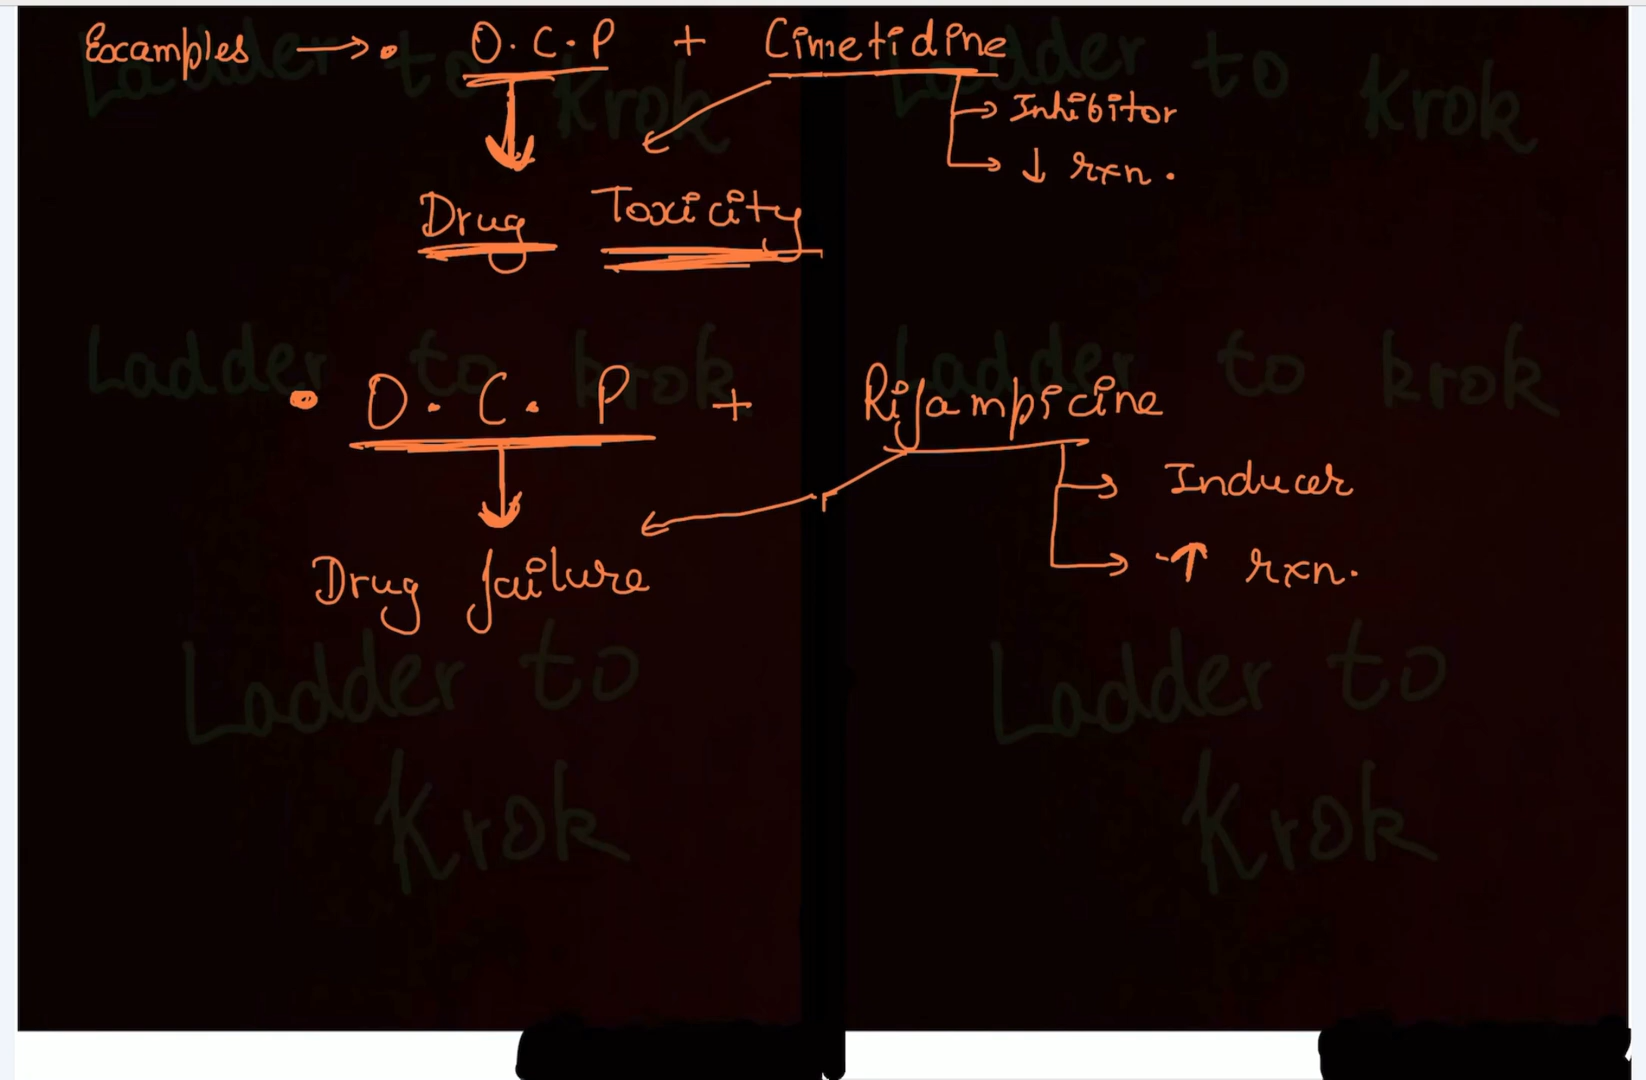 Examples → • O.C.P + Cimetidine
→ Inhibitor
→ ↓ rxn.
Drug Toxicity
• O.C.P + Rifampicine
→ Inducer
→ ↑ rxn.
Drug failure
Ladder to Krok
Ladder to Krok
Ladder to krok
Ladder to krok
Ladder to
Krok
Ladder to
Krok